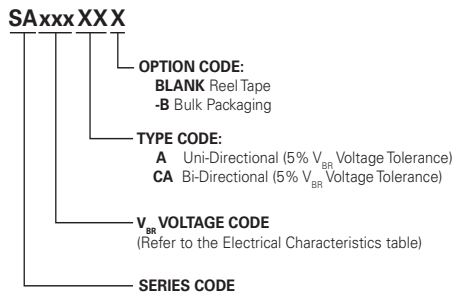 SAxxxXXX
OPTION CODE:
BLANK Reel Tape
-B Bulk Packaging
TYPE CODE:
A Uni-Directional (5% VBR Voltage Tolerance)
CA Bi-Directional (5% VBR Voltage Tolerance)
VBR VOLTAGE CODE
(Refer to the Electrical Characteristics table)
SERIES CODE